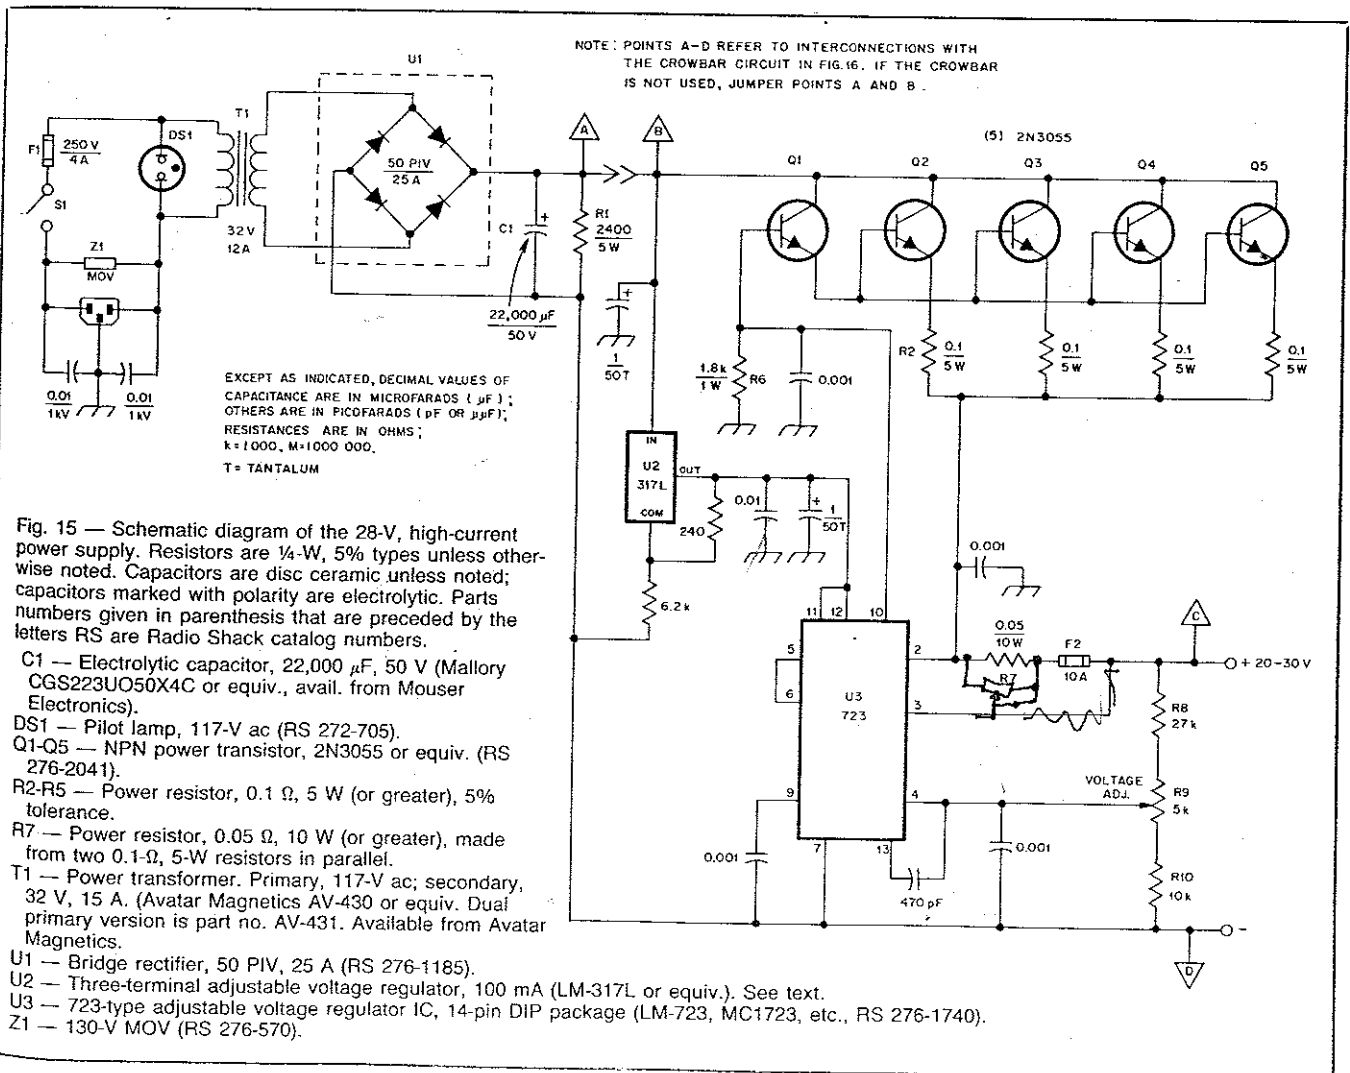 NOTE: POINTS A-D REFER TO INTERCONNECTIONS WITH
THE CROWBAR CIRCUIT IN FIG.16. IF THE CROWBAR
IS NOT USED, JUMPER POINTS A AND B.
U1
T1
DS1
F1
250 V
4 A
S1
Z1
MOV
32 V
12 A
50 PIV
25 A
A
B
C1
R1
2400
5 W
22,000 µF
50 V
1
50T
0.01
1kV
0.01
1kV
(5) 2N3055
Q1
Q2
Q3
Q4
Q5
R2
0.1
5 W
0.1
5 W
0.1
5 W
0.1
5 W
1.8k
1 W
R6
0.001
EXCEPT AS INDICATED, DECIMAL VALUES OF
CAPACITANCE ARE IN MICROFARADS ( µF ) ;
OTHERS ARE IN PICOFARADS ( pF OR µµF);
RESISTANCES ARE IN OHMS ;
k=1000, M=1000 000.
T= TANTALUM
IN
U2
317L
OUT
COM
240
6.2 k
0.01
1
50T
0.001
11
12
10
5
6
9
7
13
2
3
4
U3
723
0.05
10 W
R7
F2
10A
C
+ 20-30 V
R8
27 k
VOLTAGE
ADJ.
R9
5 k
R10
10k
0.001
470 pF
0.001
-
D
Fig. 15 — Schematic diagram of the 28-V, high-current
power supply. Resistors are ¼-W, 5% types unless other-
wise noted. Capacitors are disc ceramic unless noted;
capacitors marked with polarity are electrolytic. Parts
numbers given in parenthesis that are preceded by the
letters RS are Radio Shack catalog numbers.
C1 — Electrolytic capacitor, 22,000 µF, 50 V (Mallory
CGS223UO50X4C or equiv., avail. from Mouser
Electronics).
DS1 — Pilot lamp, 117-V ac (RS 272-705).
Q1-Q5 — NPN power transistor, 2N3055 or equiv. (RS
276-2041).
R2-R5 — Power resistor, 0.1 Ω, 5 W (or greater), 5%
tolerance.
R7 — Power resistor, 0.05 Ω, 10 W (or greater), made
from two 0.1-Ω, 5-W resistors in parallel.
T1 — Power transformer. Primary, 117-V ac; secondary,
32 V, 15 A. (Avatar Magnetics AV-430 or equiv. Dual
primary version is part no. AV-431. Available from Avatar
Magnetics.
U1 — Bridge rectifier, 50 PIV, 25 A (RS 276-1185).
U2 — Three-terminal adjustable voltage regulator, 100 mA (LM-317L or equiv.). See text.
U3 — 723-type adjustable voltage regulator IC, 14-pin DIP package (LM-723, MC1723, etc., RS 276-1740).
Z1 — 130-V MOV (RS 276-570).